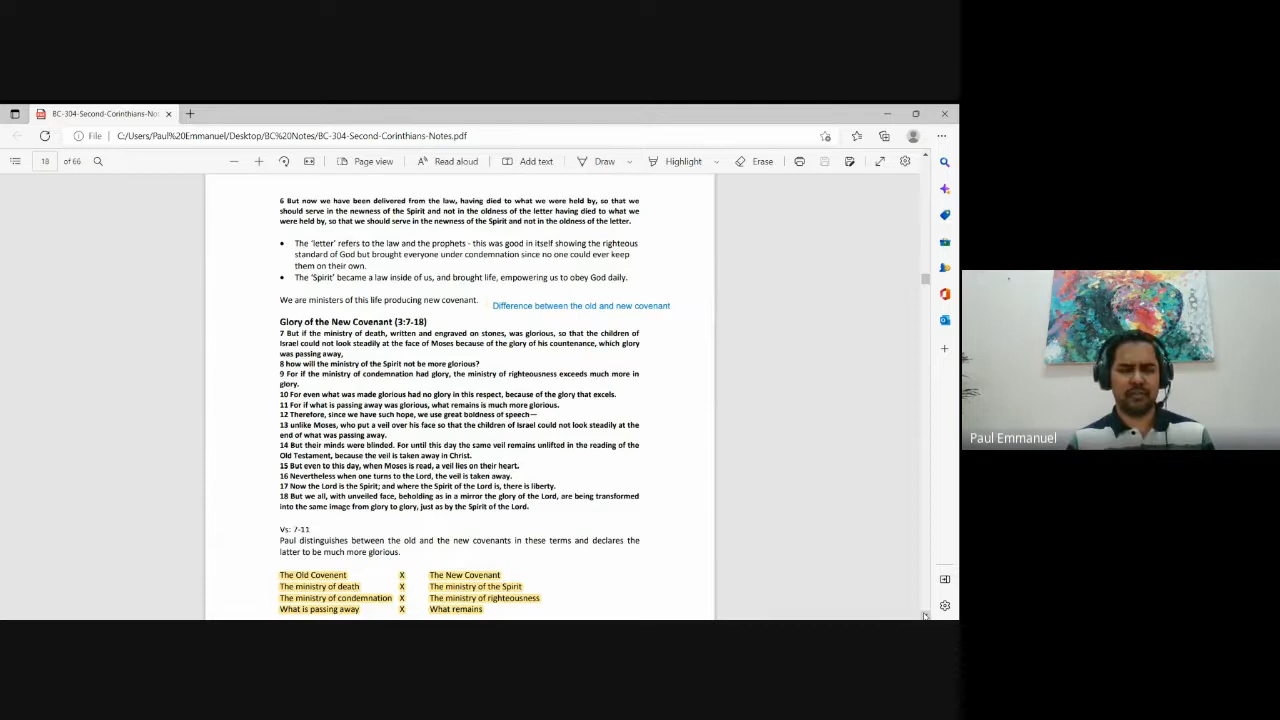 BC-304-Second-Corinthians-No
File
C:/Users/Paul%20Emmanuel/Desktop/BC%20Notes/BC-304-Second-Corinthians-Notes.pdf
18 of 66
Page view
Read aloud
Add text
Draw
Highlight
Erase
6 But now we have been delivered from the law, having died to what we were held by, so that we
should serve in the newness of the Spirit and not in the oldness of the letter having died to what we
were held by, so that we should serve in the newness of the Spirit and not in the oldness of the letter.
• The 'letter' refers to the law and the prophets - this was good in itself showing the righteous
standard of God but brought everyone under condemnation since no one could ever keep
them on their own.
• The 'Spirit' became a law inside of us, and brought life, empowering us to obey God daily.
We are ministers of this life producing new covenant.
Difference between the old and new covenant
Glory of the New Covenant (3:7-18)
7 But if the ministry of death, written and engraved on stones, was glorious, so that the children of
Israel could not look steadily at the face of Moses because of the glory of his countenance, which glory
was passing away,
8 how will the ministry of the Spirit not be more glorious?
9 For if the ministry of condemnation had glory, the ministry of righteousness exceeds much more in
glory.
10 For even what was made glorious had no glory in this respect, because of the glory that excels.
11 For if what is passing away was glorious, what remains is much more glorious.
12 Therefore, since we have such hope, we use great boldness of speech—
13 unlike Moses, who put a veil over his face so that the children of Israel could not look steadily at the
end of what was passing away.
14 But their minds were blinded. For until this day the same veil remains unlifted in the reading of the
Old Testament, because the veil is taken away in Christ.
15 But even to this day, when Moses is read, a veil lies on their heart.
16 Nevertheless when one turns to the Lord, the veil is taken away.
17 Now the Lord is the Spirit; and where the Spirit of the Lord is, there is liberty.
18 But we all, with unveiled face, beholding as in a mirror the glory of the Lord, are being transformed
into the same image from glory to glory, just as by the Spirit of the Lord.
Vs: 7-11
Paul distinguishes between the old and the new covenants in these terms and declares the
latter to be much more glorious.
The Old Covenent X The New Covenant
The ministry of death X The ministry of the Spirit
The ministry of condemnation X The ministry of righteousness
What is passing away X What remains
Paul Emmanuel